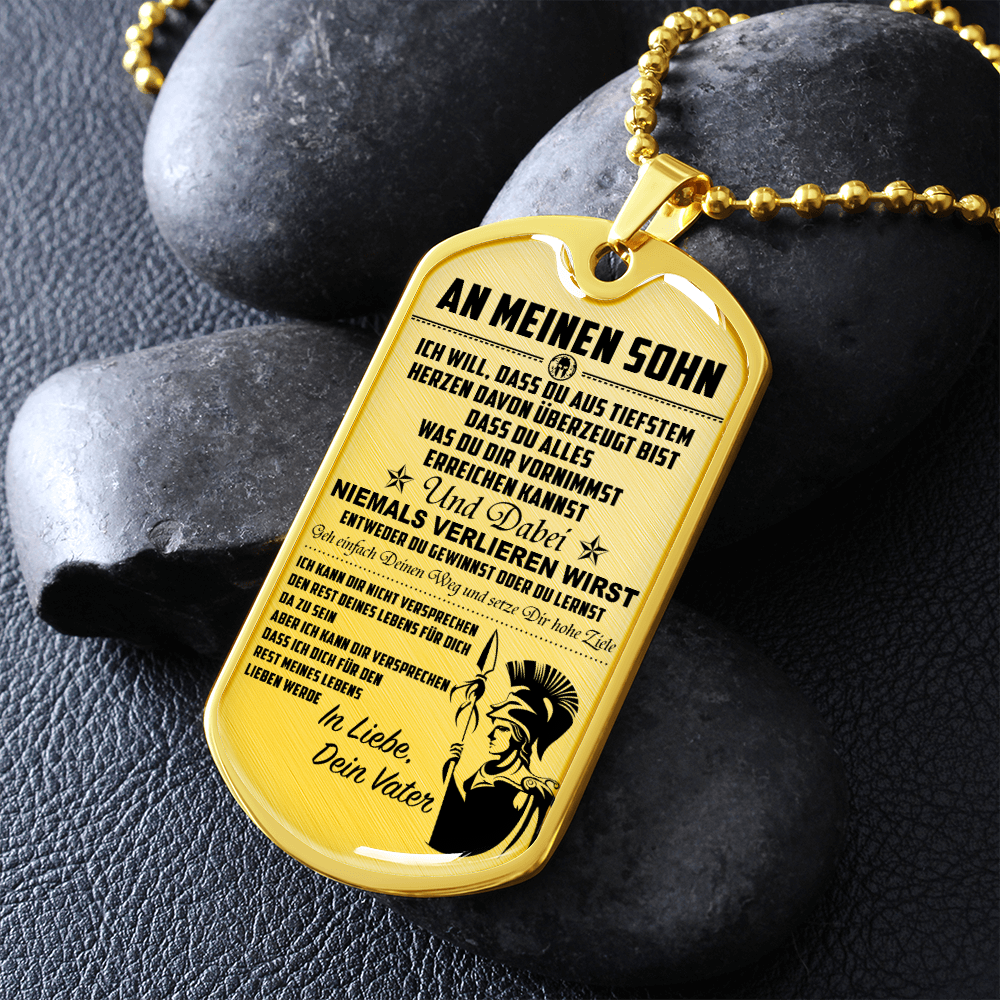 AN MEINEN SOHN
ICH WILL, DASS DU AUS TIEFSTEM
HERZEN DAVON ÜBERZEUGT BIST
DASS DU ALLES
WAS DU DIR VORNIMMST
ERREICHEN KANNST
Und Dabei
NIEMALS VERLIEREN WIRST
ENTWEDER DU GEWINNST ODER DU LERNST
Geh einfach Deinen Weg und setze Dir hohe Ziele
ICH KANN DIR NICHT VERSPRECHEN
DEN REST DEINES LEBENS FÜR DICH
DA ZU SEIN
ABER ICH KANN DIR VERSPRECHEN
DASS ICH DICH FÜR DEN
REST MEINES LEBENS
LIEBEN WERDE
In Liebe,
Dein Vater